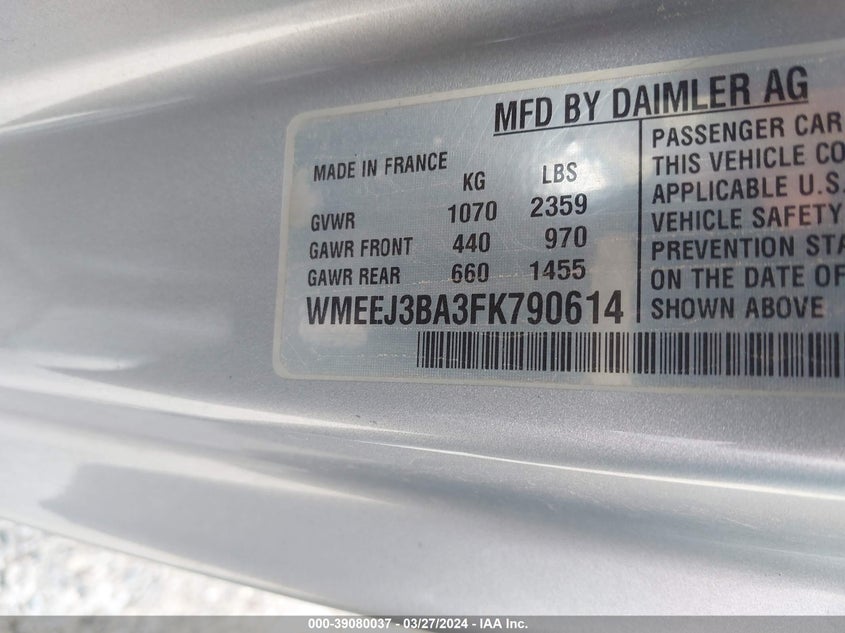 MFD BY DAIMLER AG
MADE IN FRANCE
KG LBS
GVWR 1070 2359
GAWR FRONT 440 970
GAWR REAR 660 1455
WMEEJ3BA3FK790614
PASSENGER CAR
THIS VEHICLE CO
APPLICABLE U.S.
VEHICLE SAFETY
PREVENTION STA
ON THE DATE OF
SHOWN ABOVE
000-39080037 - 03/27/2024 - IAA Inc.